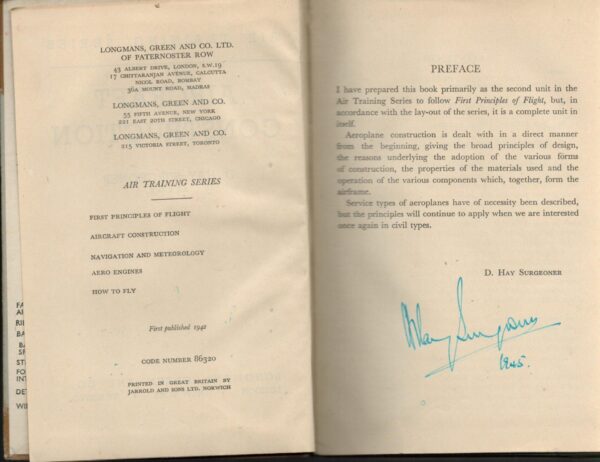 LONGMANS, GREEN AND CO. LTD.
OF PATERNOSTER ROW
43 ALBERT DRIVE, LONDON, S.W.19
17 CHITTARANJAN AVENUE, CALCUTTA
NICOL ROAD, BOMBAY
36A MOUNT ROAD, MADRAS
LONGMANS, GREEN AND CO.
55 FIFTH AVENUE, NEW YORK
221 EAST 20TH STREET, CHICAGO
LONGMANS, GREEN AND CO.
215 VICTORIA STREET, TORONTO
AIR TRAINING SERIES
FIRST PRINCIPLES OF FLIGHT
AIRCRAFT CONSTRUCTION
NAVIGATION AND METEOROLOGY
AERO ENGINES
HOW TO FLY
First published 1942
CODE NUMBER 86320
PRINTED IN GREAT BRITAIN BY
JARROLD AND SONS LTD. NORWICH
PREFACE
I have prepared this book primarily as the second unit in the
Air Training Series to follow First Principles of Flight, but, in
accordance with the lay-out of the series, it is a complete unit in
itself.
Aeroplane construction is dealt with in a direct manner
from the beginning, giving the broad principles of design,
the reasons underlying the adoption of the various forms
of construction, the properties of the materials used and the
operation of the various components which, together, form the
airframe.
Service types of aeroplanes have of necessity been described,
but the principles will continue to apply when we are interested
once again in civil types.
D. HAY SURGEONER
1945.